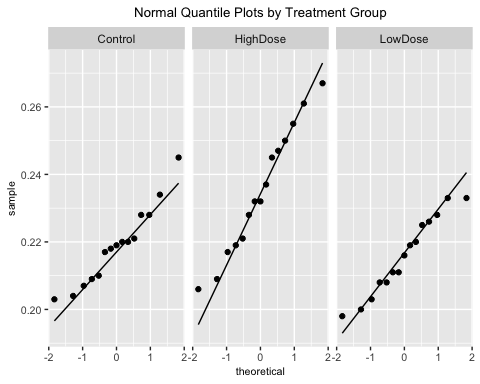 Normal Quantile Plots by Treatment Group
Control HighDose LowDose
sample
0.26
0.24
0.22
0.20
-2 -1 0 1 2 -2 -1 0 1 2 -2 -1 0 1 2
theoretical